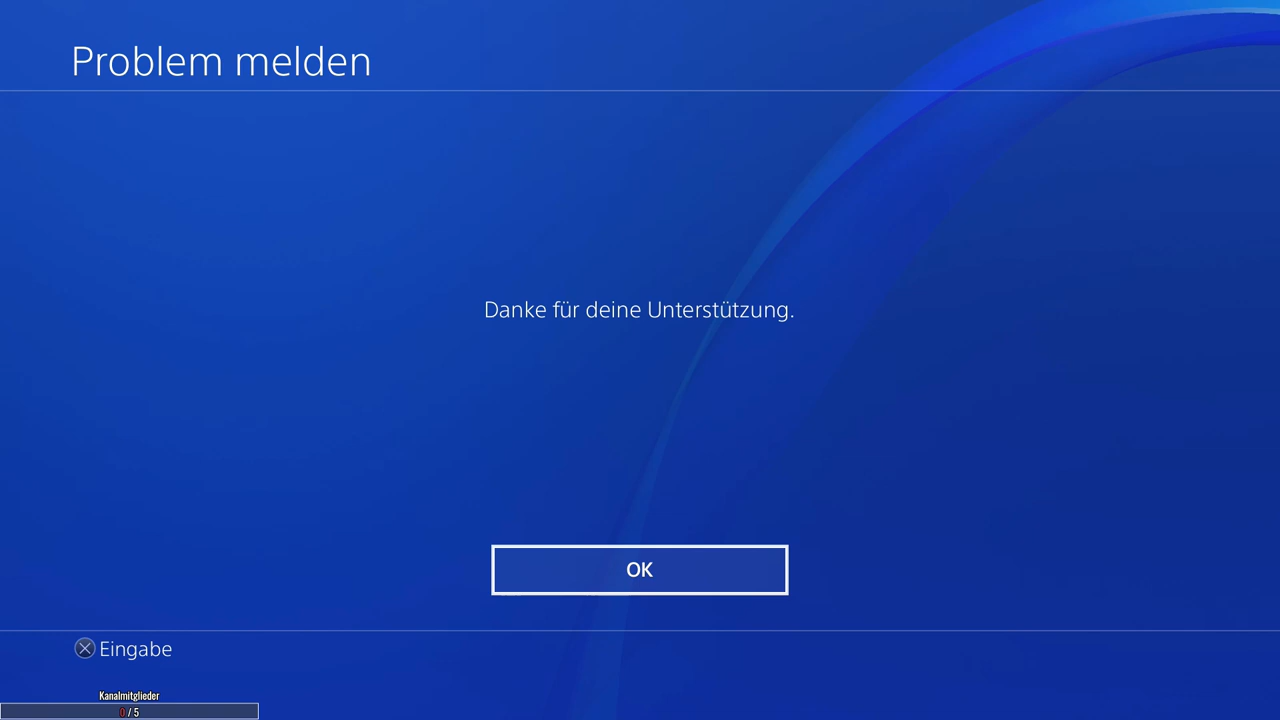 Problem melden
Danke für deine Unterstützung.
OK
Eingabe
Kanalmitglieder
0 / 5